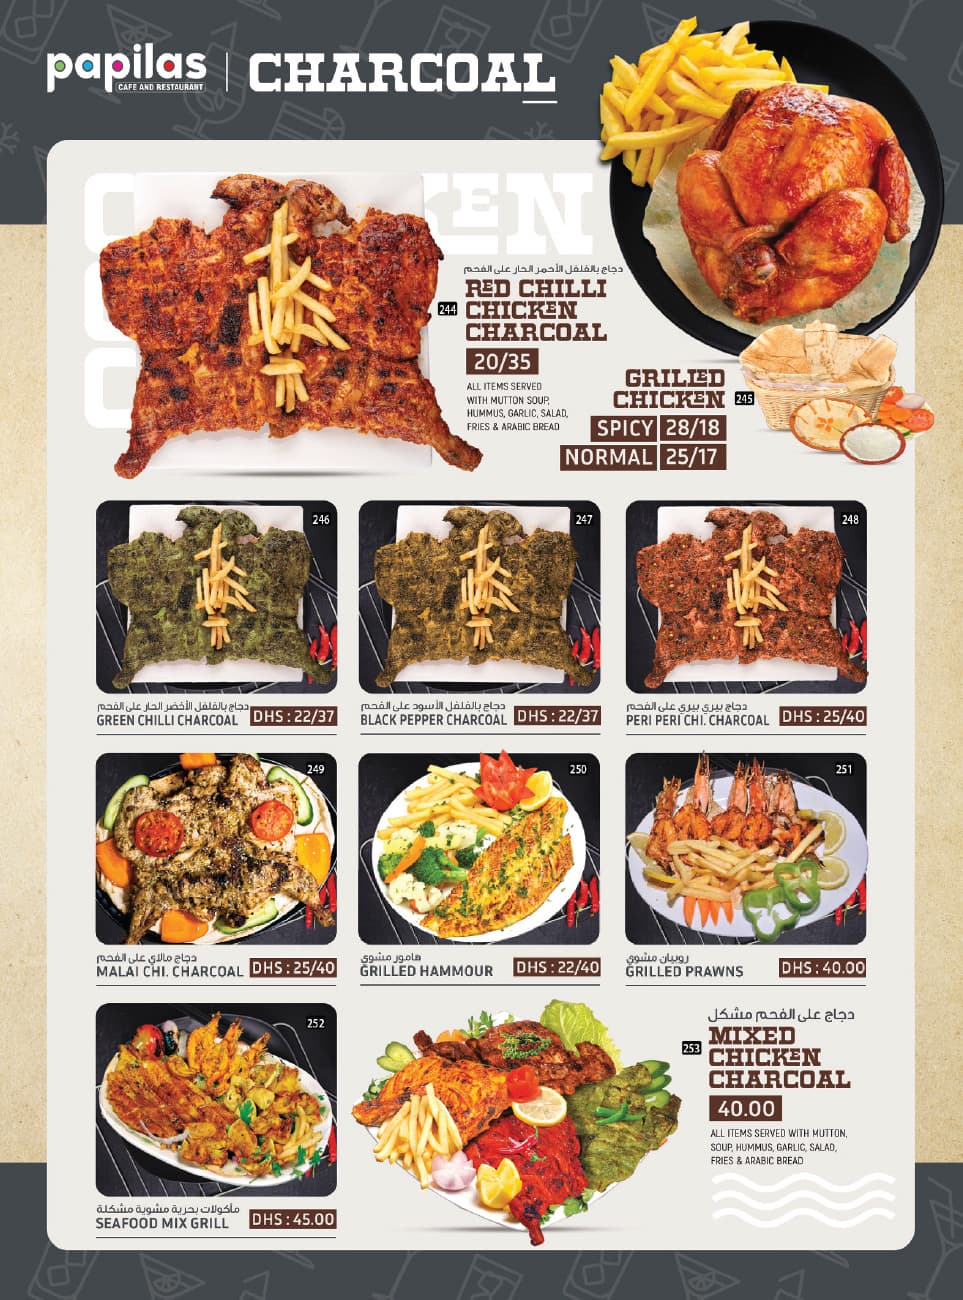 papilas
CAFE AND RESTAURANT
CHARCOAL
دجاج بالفلفل الأحمر الحار على الفحم
244
RED CHILLI
CHICKEN
CHARCOAL
20/35
ALL ITEMS SERVED
WITH MUTTON SOUP,
HUMMUS, GARLIC, SALAD,
FRIES & ARABIC BREAD
GRILLED
CHICKEN
245
SPICY 28/18
NORMAL 25/17
246
دجاج بالفلفل الأخضر الحار على الفحم
GREEN CHILLI CHARCOAL DHS : 22/37
247
دجاج بالفلفل الأسود على الفحم
BLACK PEPPER CHARCOAL DHS : 22/37
248
دجاج بيري بيري على الفحم
PERI PERI CHI. CHARCOAL DHS : 25/40
249
دجاج مالاي على الفحم
MALAI CHI. CHARCOAL DHS : 25/40
250
هامور مشوي
GRILLED HAMMOUR DHS : 22/40
251
روبيان مشوي
GRILLED PRAWNS DHS : 40.00
252
مأكولات بحرية مشوية مشكلة
SEAFOOD MIX GRILL DHS : 45.00
دجاج على الفحم مشكل
253
MIXED
CHICKEN
CHARCOAL
40.00
ALL ITEMS SERVED WITH MUTTON,
SOUP, HUMMUS, GARLIC, SALAD,
FRIES & ARABIC BREAD